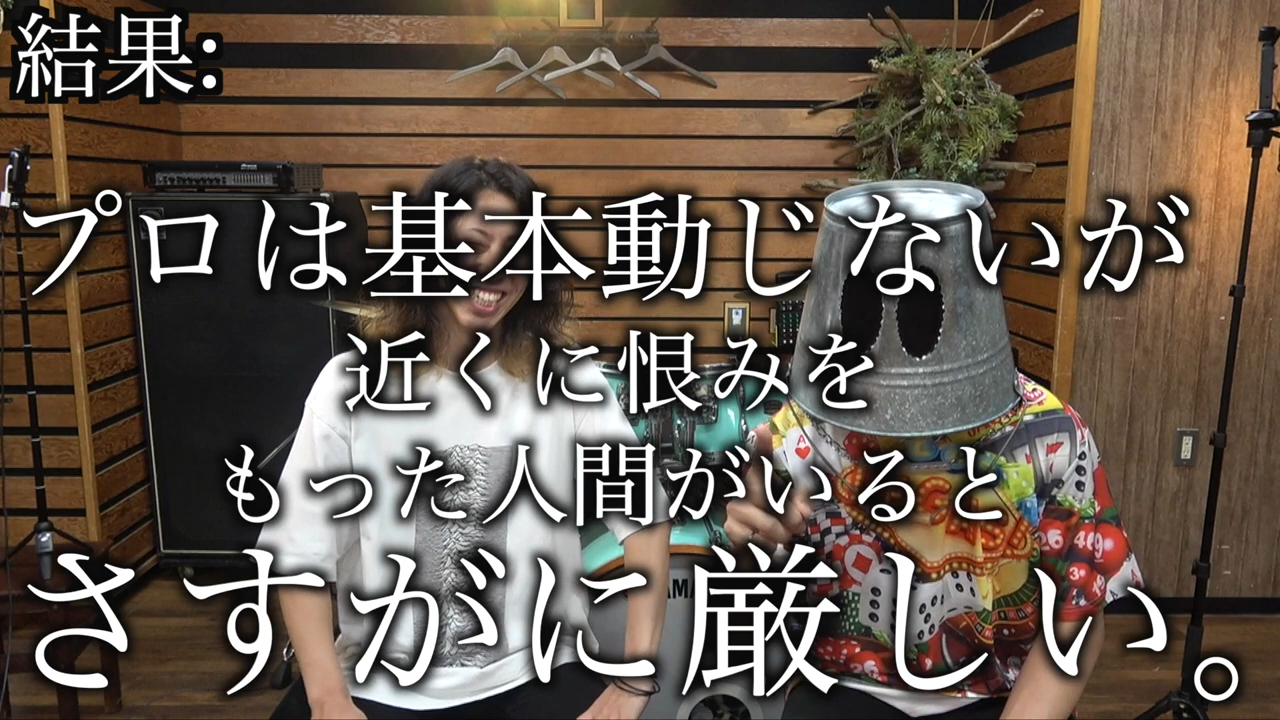 結果:
プロは基本動じないが
近くに恨みを
もった人間がいると
さすがに厳しい。